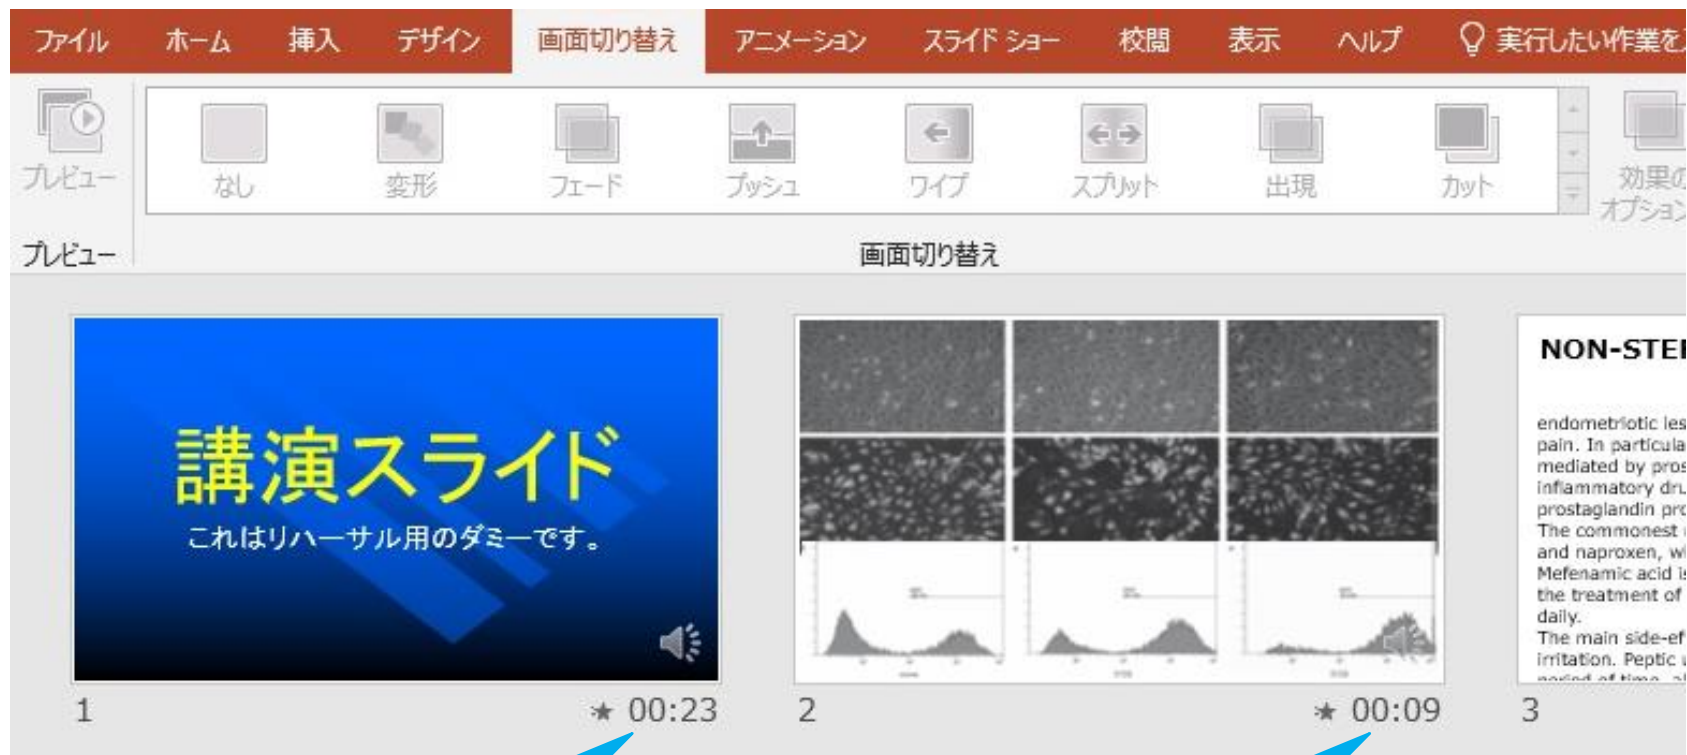 ファイル ホーム 挿入 デザイン 画面切り替え アニメーション スライド ショー 校閲 表示 ヘルプ 実行したい作業を
プレビュー なし 変形 フェード プッシュ ワイプ スプリット 出現 カット 効果の
オプション
プレビュー 画面切り替え
講演スライド
これはリハーサル用のダミーです。
1 00:23 2 00:09 3
NON-STE
endometriotic les
pain. In particula
mediated by pros
inflammatory dru
prostaglandin pro
The commonest
and naproxen, w
Mefenamic acid is
the treatment of
daily.
The main side-ef
irritation. Peptic
period of time, al